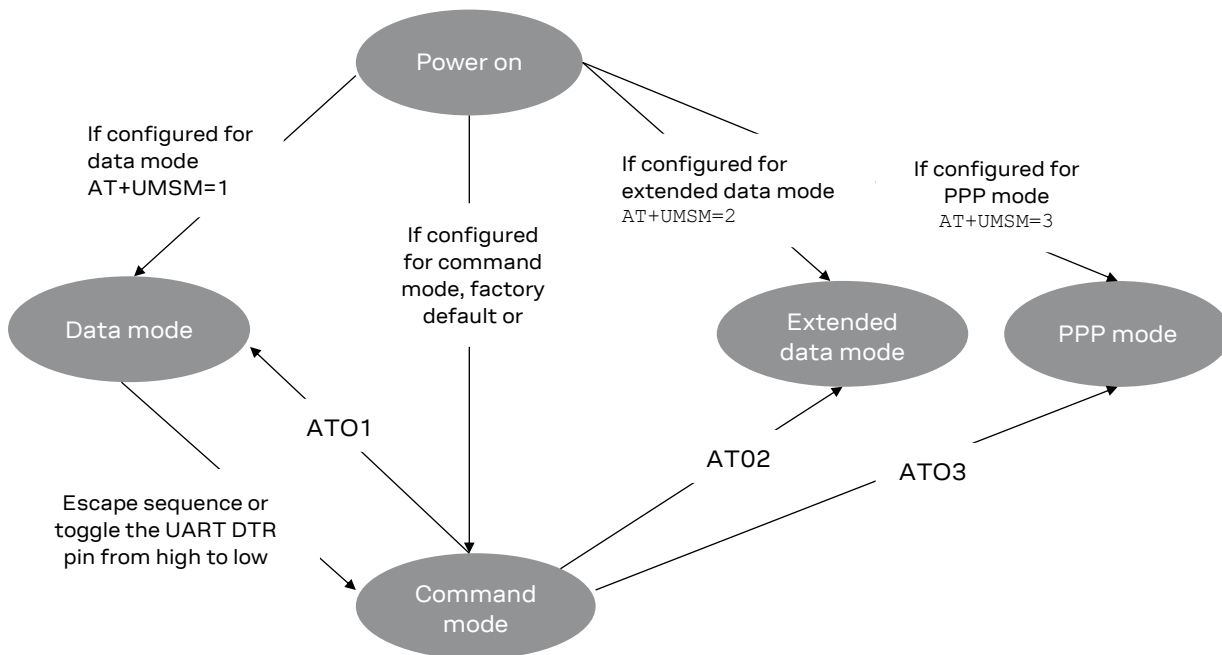 Power on
If configured for
data mode
AT+UMSM=1
If configured
for command
mode, factory
default or
If configured for
extended data mode
AT+UMSM=2
If configured for
PPP mode
AT+UMSM=3
Data mode
Extended
data mode
PPP mode
ATO1
AT02
ATO3
Escape sequence or
toggle the UART DTR
pin from high to low
Command
mode